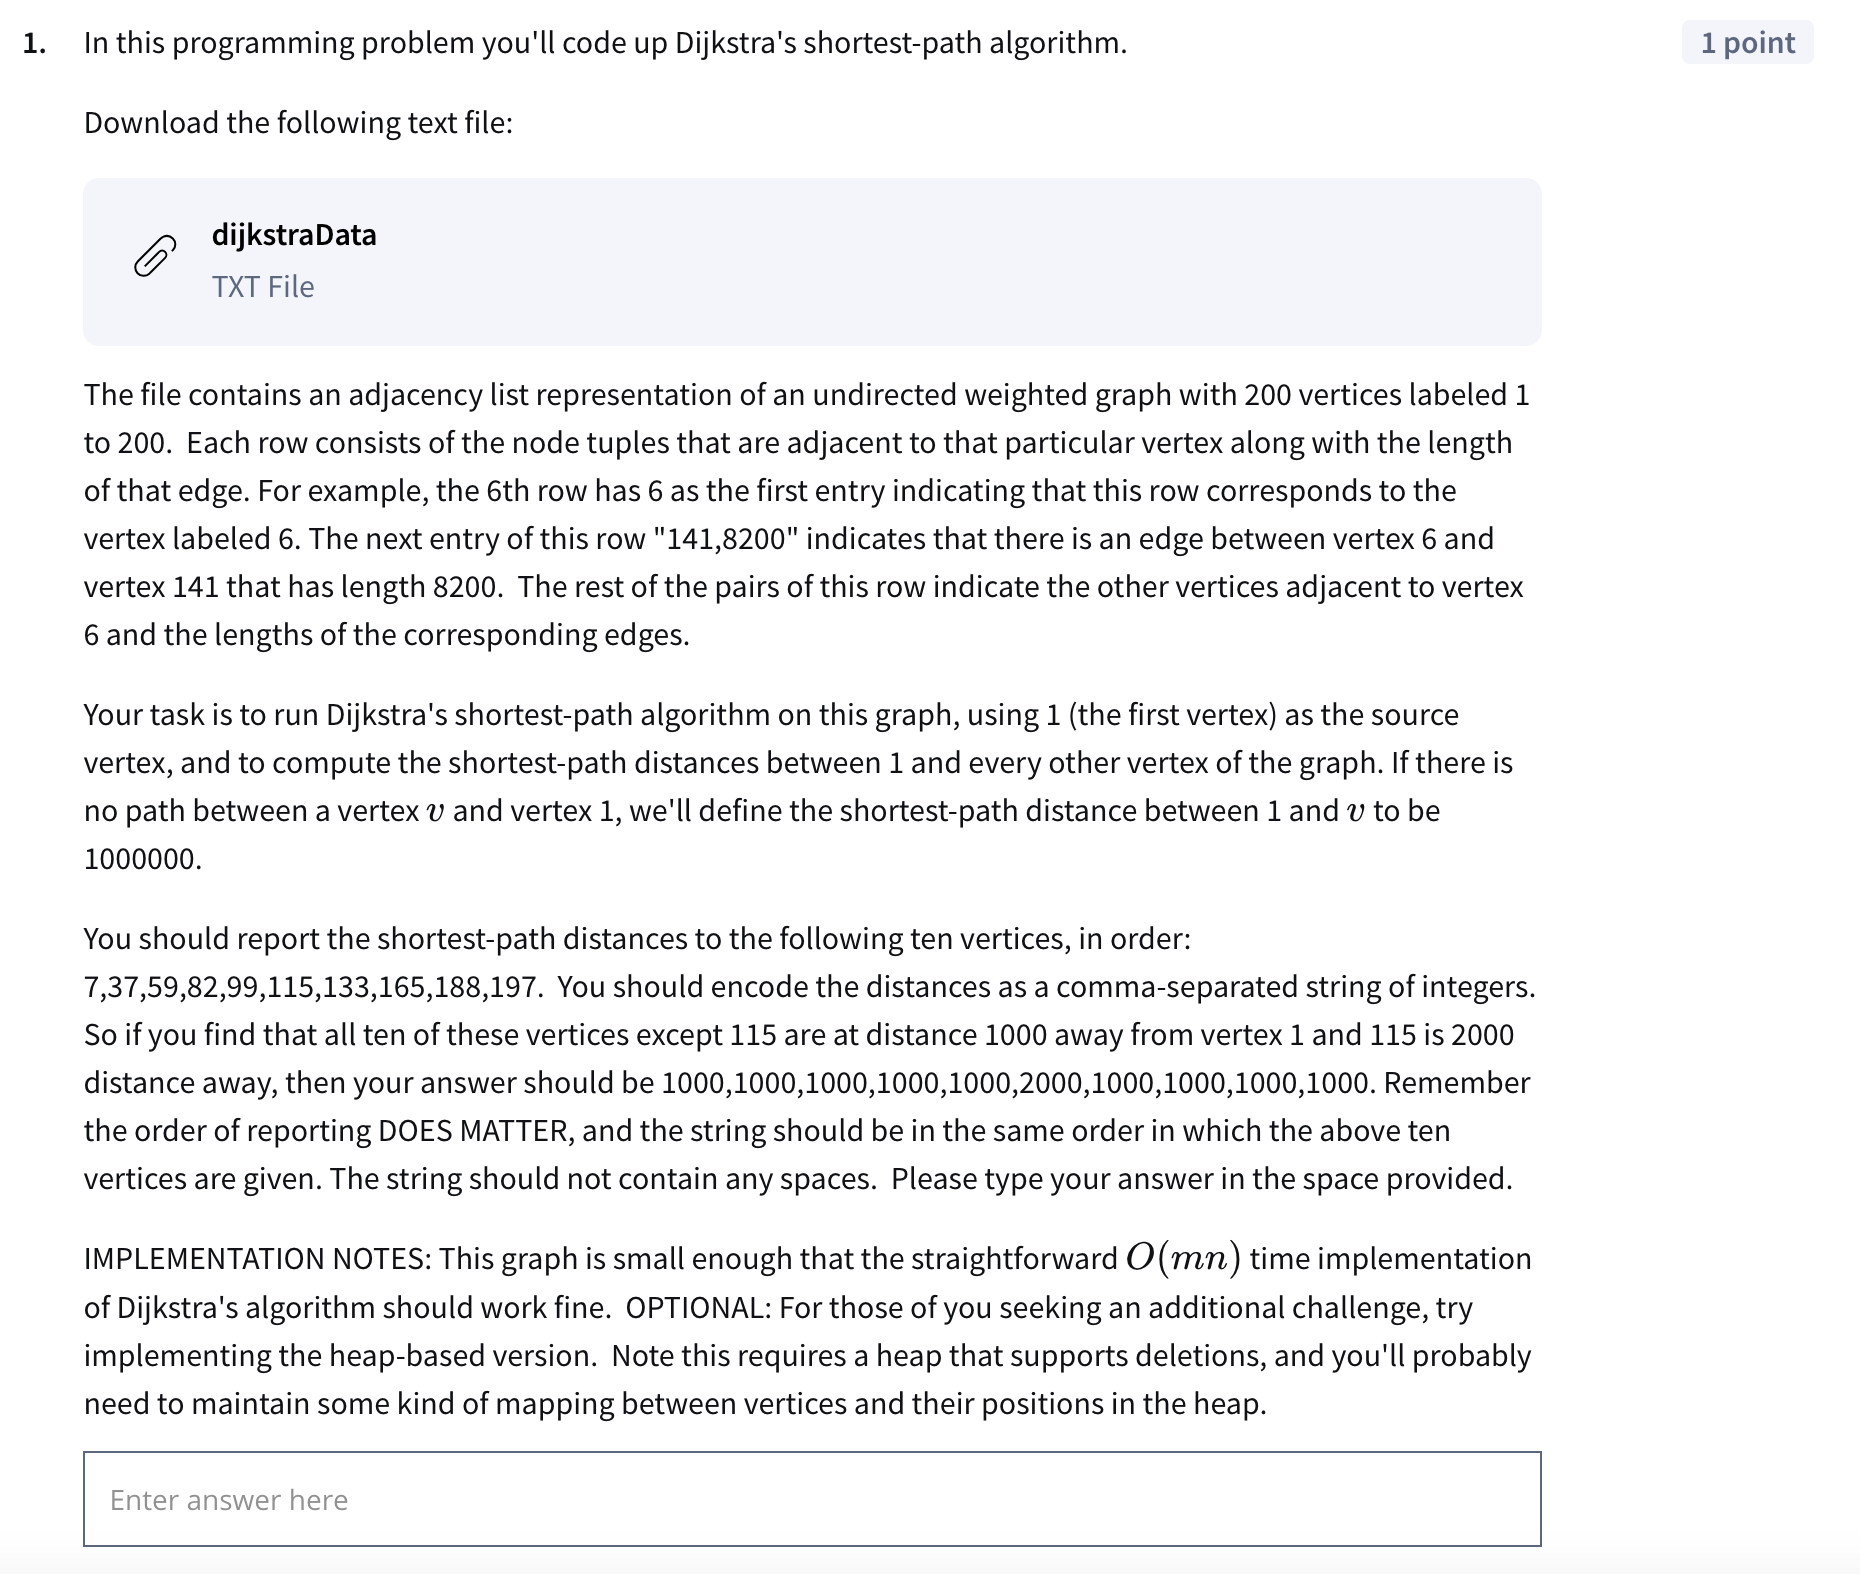 1. In this programming problem you'll code up Dijkstra's shortest-path algorithm.
1 point
Download the following text file:
dijkstraData
TXT File
The file contains an adjacency list representation of an undirected weighted graph with 200 vertices labeled 1
to 200.  Each row consists of the node tuples that are adjacent to that particular vertex along with the length
of that edge. For example, the 6th row has 6 as the first entry indicating that this row corresponds to the
vertex labeled 6. The next entry of this row "141,8200" indicates that there is an edge between vertex 6 and
vertex 141 that has length 8200.  The rest of the pairs of this row indicate the other vertices adjacent to vertex
6 and the lengths of the corresponding edges.
Your task is to run Dijkstra's shortest-path algorithm on this graph, using 1 (the first vertex) as the source
vertex, and to compute the shortest-path distances between 1 and every other vertex of the graph. If there is
no path between a vertex v and vertex 1, we'll define the shortest-path distance between 1 and v to be
1000000.
You should report the shortest-path distances to the following ten vertices, in order:
7,37,59,82,99,115,133,165,188,197.  You should encode the distances as a comma-separated string of integers.
So if you find that all ten of these vertices except 115 are at distance 1000 away from vertex 1 and 115 is 2000
distance away, then your answer should be 1000,1000,1000,1000,1000,2000,1000,1000,1000,1000. Remember
the order of reporting DOES MATTER, and the string should be in the same order in which the above ten
vertices are given. The string should not contain any spaces.  Please type your answer in the space provided.
IMPLEMENTATION NOTES: This graph is small enough that the straightforward O(mn) time implementation
of Dijkstra's algorithm should work fine.  OPTIONAL: For those of you seeking an additional challenge, try
implementing the heap-based version.  Note this requires a heap that supports deletions, and you'll probably
need to maintain some kind of mapping between vertices and their positions in the heap.
Enter answer here